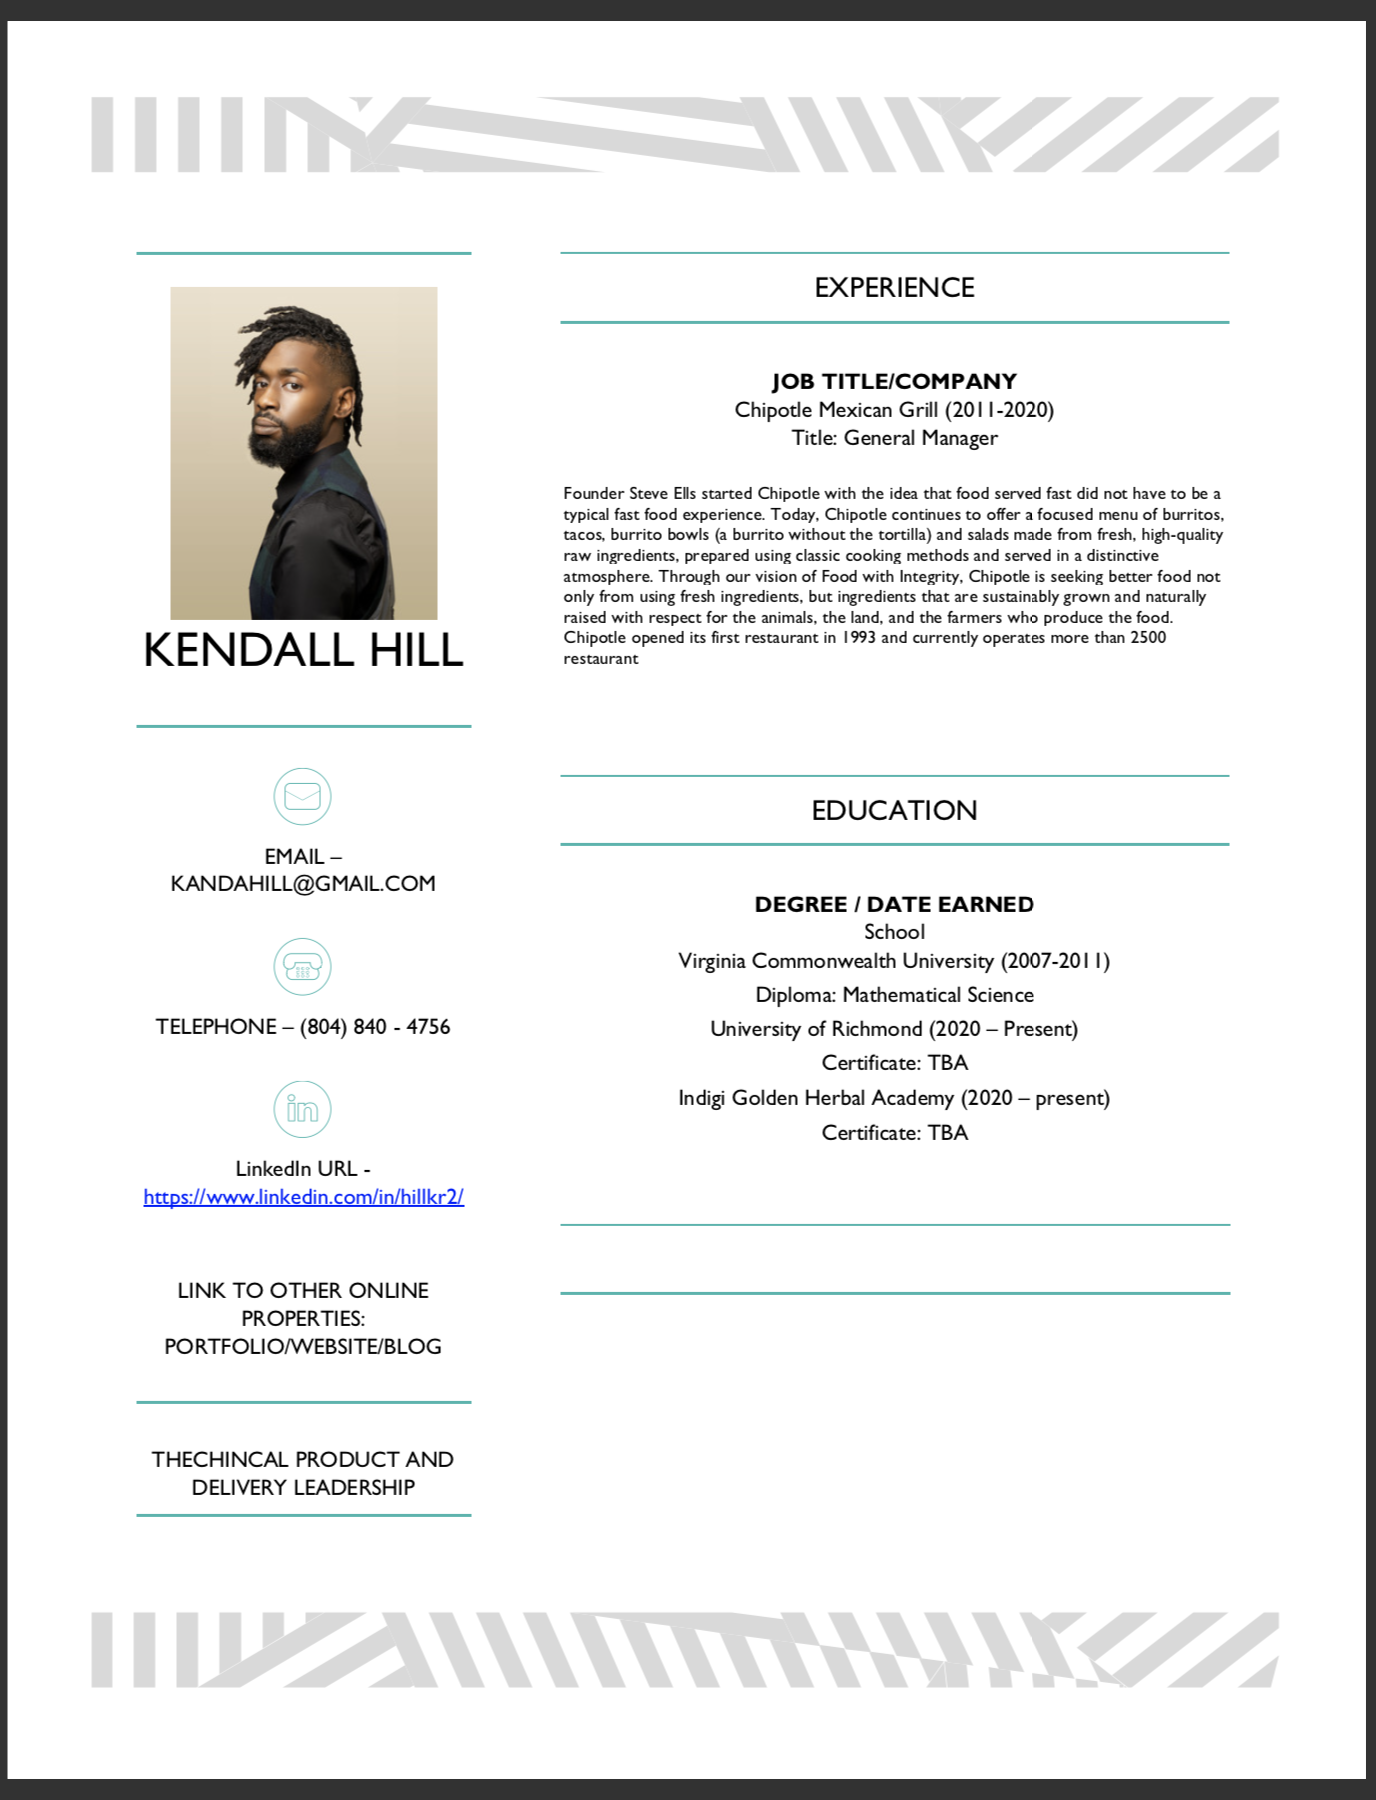 KENDALL HILL
EMAIL –
KANDAHILL@GMAIL.COM
TELEPHONE – (804) 840 - 4756
in
LinkedIn URL -
https://www.linkedin.com/in/hillkr2/
LINK TO OTHER ONLINE
PROPERTIES:
PORTFOLIO/WEBSITE/BLOG
THECHINCAL PRODUCT AND
DELIVERY LEADERSHIP
EXPERIENCE
JOB TITLE/COMPANY
Chipotle Mexican Grill (2011-2020)
Title: General Manager
Founder Steve Ells started Chipotle with the idea that food served fast did not have to be a
typical fast food experience. Today, Chipotle continues to offer a focused menu of burritos,
tacos, burrito bowls (a burrito without the tortilla) and salads made from fresh, high-quality
raw ingredients, prepared using classic cooking methods and served in a distinctive
atmosphere. Through our vision of Food with Integrity, Chipotle is seeking better food not
only from using fresh ingredients, but ingredients that are sustainably grown and naturally
raised with respect for the animals, the land, and the farmers who produce the food.
Chipotle opened its first restaurant in 1993 and currently operates more than 2500
restaurant
EDUCATION
DEGREE / DATE EARNED
School
Virginia Commonwealth University (2007-2011)
Diploma: Mathematical Science
University of Richmond (2020 – Present)
Certificate: TBA
Indigi Golden Herbal Academy (2020 – present)
Certificate: TBA